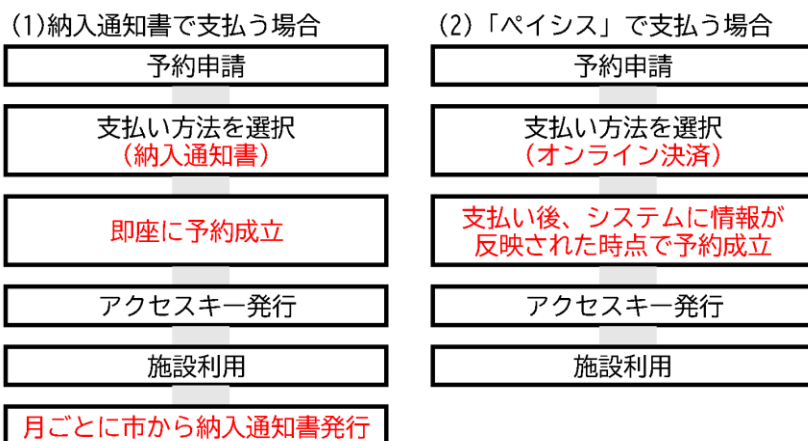 (1)納入通知書で支払う場合
予約申請
支払い方法を選択
(納入通知書)
即座に予約成立
アクセスキー発行
施設利用
月ごとに市から納入通知書発行
(2)「ペイシス」で支払う場合
予約申請
支払い方法を選択
(オンライン決済)
支払い後、システムに情報が
反映された時点で予約成立
アクセスキー発行
施設利用